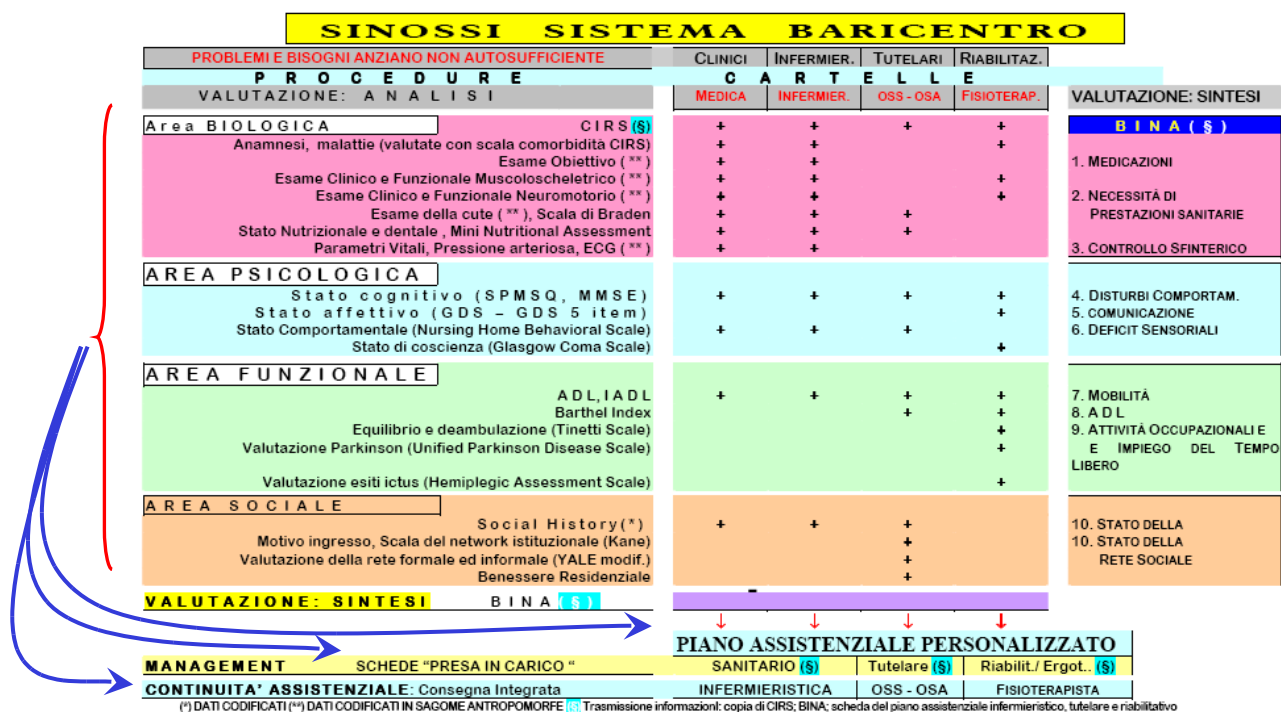 SINOSSI SISTEMA BARICENTRO
PROBLEMI E BISOGNI ANZIANO NON AUTOSUFFICIENTE CLINICI INFERMIER. TUTELARI RIABILITAZ.
PROCEDURE CARTELLE
VALUTAZIONE: ANALISI MEDICA INFERMIER. OSS - OSA FISIOTERAP. VALUTAZIONE: SINTESI
Area BIOLOGICA CIRS(§) + + + + BINA(§)
Anamnesi, malattie (valutate con scala comorbidità CIRS) + + +
Esame Obiettivo ( ** ) + + 1. MEDICAZIONI
Esame Clinico e Funzionale Muscoloscheletrico ( ** ) + + +
Esame Clinico e Funzionale Neuromotorio ( ** ) + + + 2. NECESSITÀ DI
Esame della cute ( ** ), Scala di Braden + + + PRESTAZIONI SANITARIE
Stato Nutrizionale e dentale , Mini Nutritional Assessment + + +
Parametri Vitali, Pressione arteriosa, ECG ( ** ) + + 3. CONTROLLO SFINTERICO
AREA PSICOLOGICA
Stato cognitivo (SPMSQ, MMSE) + + + + 4. DISTURBI COMPORTAM.
Stato affettivo (GDS – GDS 5 item) + 5. COMUNICAZIONE
Stato Comportamentale (Nursing Home Behavioral Scale) + + + 6. DEFICIT SENSORIALI
Stato di coscienza (Glasgow Coma Scale) +
AREA FUNZIONALE
ADL, IADL + + + + 7. MOBILITÀ
Barthel Index + + 8. A D L
Equilibrio e deambulazione (Tinetti Scale) + 9. ATTIVITÀ OCCUPAZIONALI E
Valutazione Parkinson (Unified Parkinson Disease Scale) + E IMPIEGO DEL TEMPO
LIBERO
Valutazione esiti ictus (Hemiplegic Assessment Scale) +
AREA SOCIALE
Social History(*) + + + 10. STATO DELLA
Motivo ingresso, Scala del network istituzionale (Kane) + 10. STATO DELLA
Valutazione della rete formale ed informale (YALE modif.) + RETE SOCIALE
Benessere Residenziale +
VALUTAZIONE: SINTESI BINA(§)
↓ ↓ ↓ ↓
PIANO ASSISTENZIALE PERSONALIZZATO
MANAGEMENT SCHEDE “PRESA IN CARICO “ SANITARIO (§) Tutelare (§) Riabilit./ Ergot.. (§)
CONTINUITA’ ASSISTENZIALE: Consegna Integrata INFERMIERISTICA OSS - OSA FISIOTERAPISTA
(*) DATI CODIFICATI (**) DATI CODIFICATI IN SAGOME ANTROPOMORFE (§) Trasmissione informazioni: copia di CIRS; BINA; scheda del piano assistenziale infermieristico, tutelare e riabilitativo